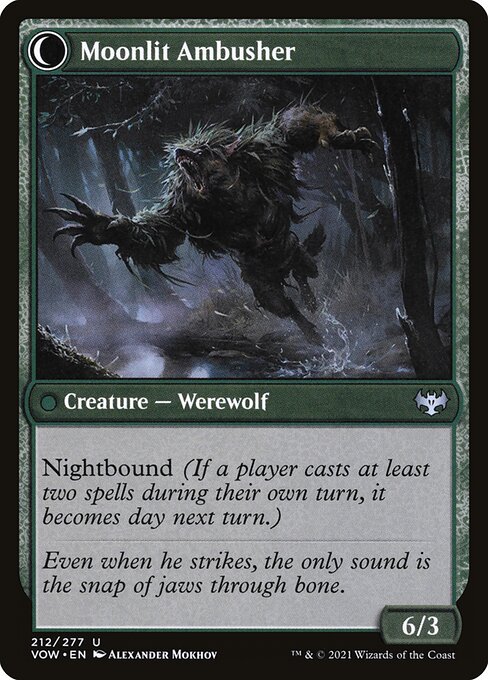 Moonlit Ambusher
Creature — Werewolf
Nightbound (If a player casts at least
two spells during their own turn, it
becomes day next turn.)
Even when he strikes, the only sound is
the snap of jaws through bone.
6/3
212/277 U
VOW • EN Alexander Mokhov
™ & © 2021 Wizards of the Coast